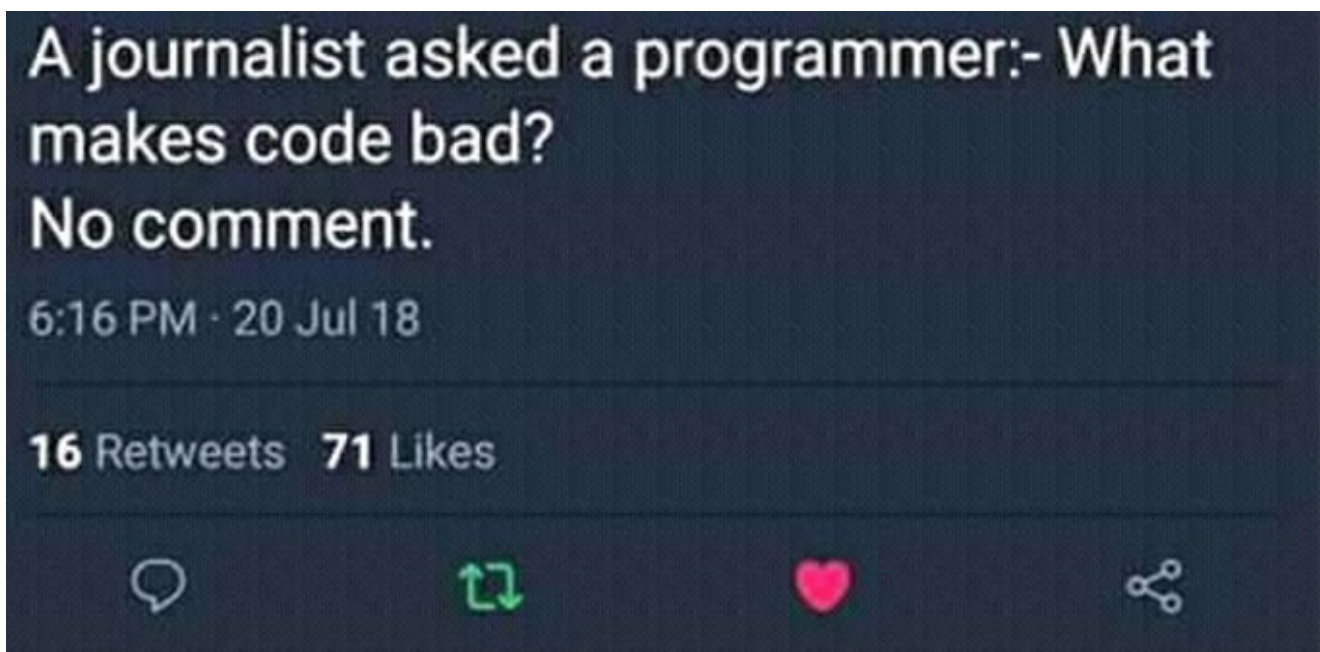 A journalist asked a programmer:- What
makes code bad?
No comment.
6:16 PM · 20 Jul 18
16 Retweets 71 Likes